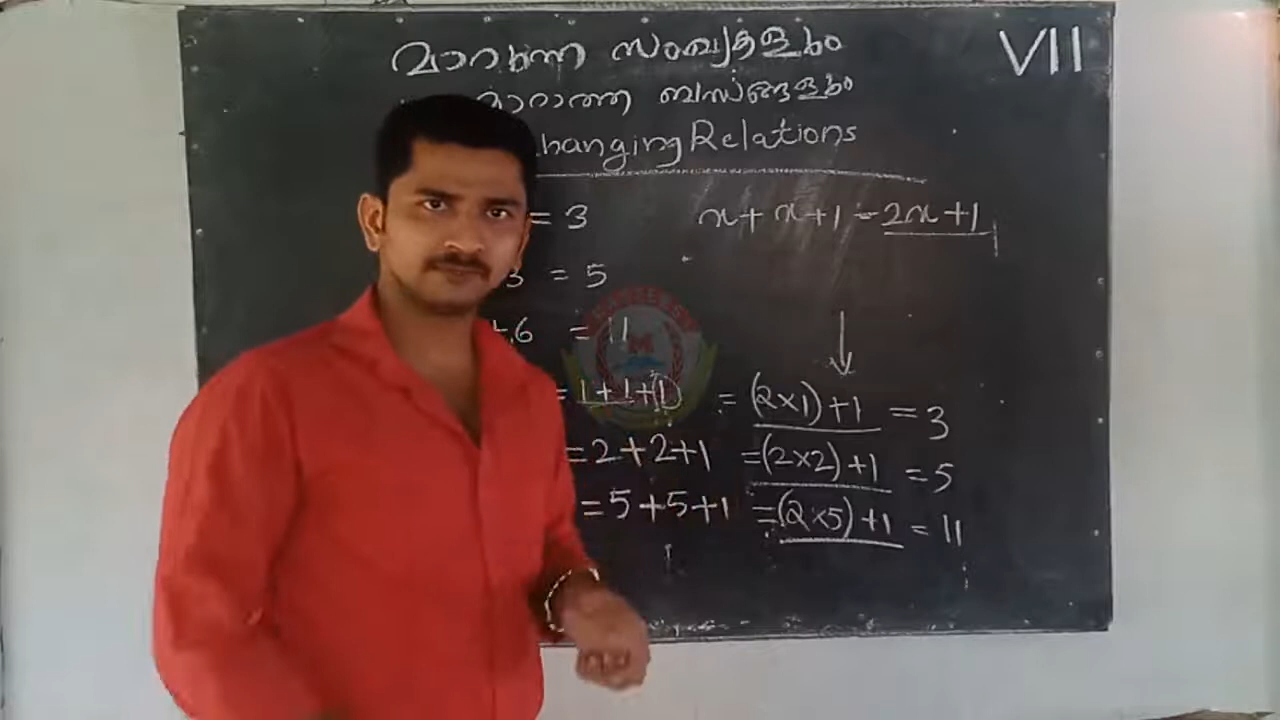 മാറുന്ന സംഖ്യകളും VII
മാറാത്ത ബന്ധങ്ങളും
hanging Relations
= 3 x + x + 1 = 2x + 1
3 = 5
+ 6 = 11
= 1 + 1 + 1 = (2×1) + 1 = 3
= 2 + 2 + 1 = (2×2) + 1 = 5
= 5 + 5 + 1 = (2×5) + 1 = 11